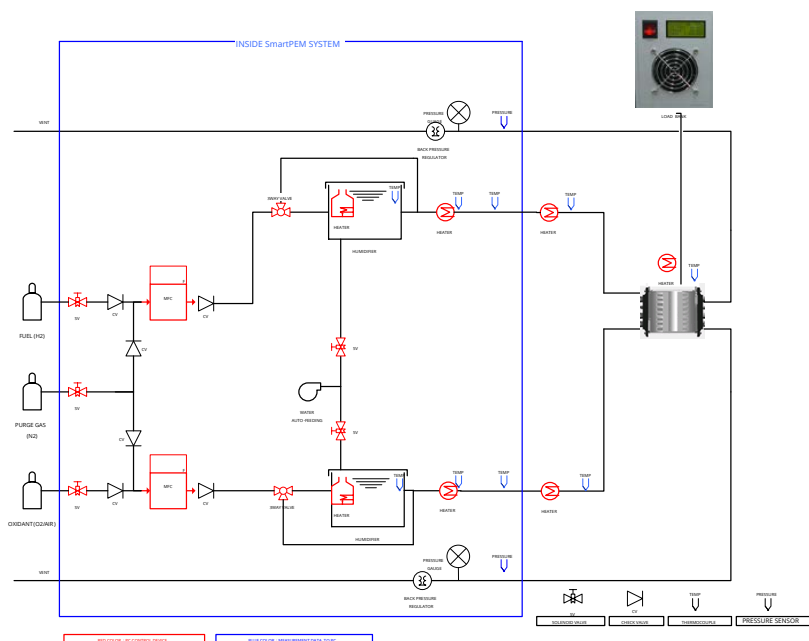 INSIDE SmartPEM SYSTEM
PRESSURE
GAUGE
PRESSURE
LOAD BANK
VENT
BACK PRESSURE
REGULATOR
3WAY VALVE
TEMP
TEMP
TEMP
TEMP
HEATER
HEATER
HEATER
HUMIDIFIER
TEMP
HEATER
F
MFC
SV
CV
CV
FUEL (H2)
CV
SV
SV
PURGE GAS
(N2)
WATER
AUTO-FEEDING
SV
CV
F
MFC
SV
CV
CV
OXIDANT(O2/AIR)
3WAY VALVE
TEMP
TEMP
TEMP
TEMP
HEATER
HEATER
HEATER
HUMIDIFIER
PRESSURE
GAUGE
PRESSURE
VENT
BACK PRESSURE
REGULATOR
TEMP
PRESSURE
SV
CV
SOLENOID VALVE
CHECK VALVE
THERMOCOUPLE
PRESSURE SENSOR